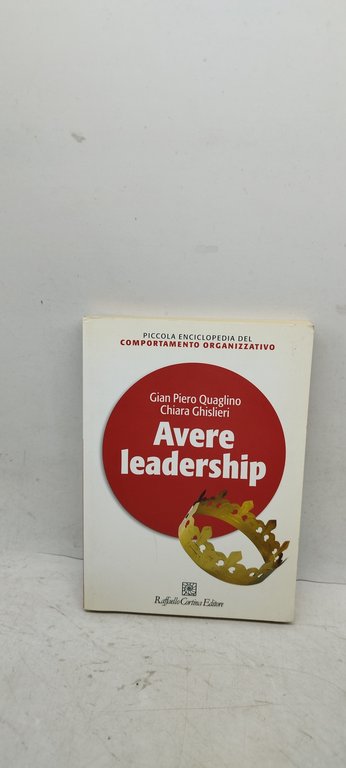 PICCOLA ENCICLOPEDIA DEL
COMPORTAMENTO ORGANIZZATIVO
Gian Piero Quaglino
Chiara Ghislieri
Avere
leadership
Raffaello Cortina Editore